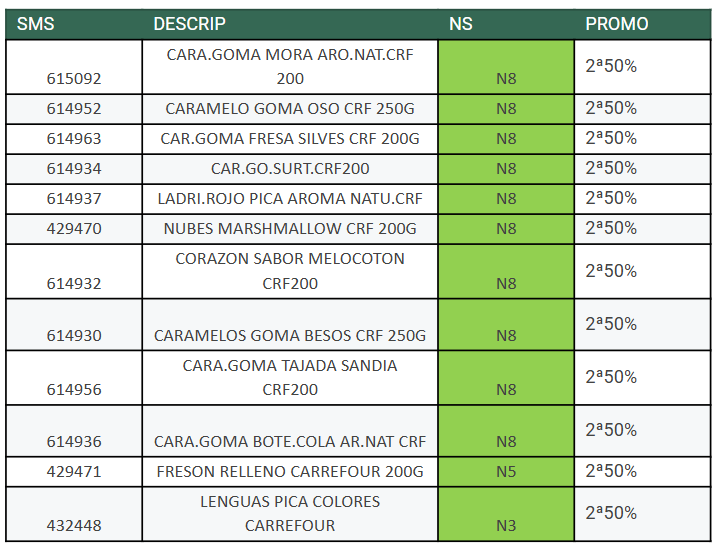 SMS DESCRIP NS PROMO
615092 CARA.GOMA MORA ARO.NAT.CRF 200 N8 2ª50%
614952 CARAMELO GOMA OSO CRF 250G N8 2ª50%
614963 CAR.GOMA FRESA SILVES CRF 200G N8 2ª50%
614934 CAR.GO.SURT.CRF200 N8 2ª50%
614937 LADRI.ROJO PICA AROMA NATU.CRF N8 2ª50%
429470 NUBES MARSHMALLOW CRF 200G N8 2ª50%
614932 CORAZON SABOR MELOCOTON CRF200 N8 2ª50%
614930 CARAMELOS GOMA BESOS CRF 250G N8 2ª50%
614956 CARA.GOMA TAJADA SANDIA CRF200 N8 2ª50%
614936 CARA.GOMA BOTE.COLA AR.NAT CRF N8 2ª50%
429471 FRESON RELLENO CARREFOUR 200G N5 2ª50%
432448 LENGUAS PICA COLORES CARREFOUR N3 2ª50%